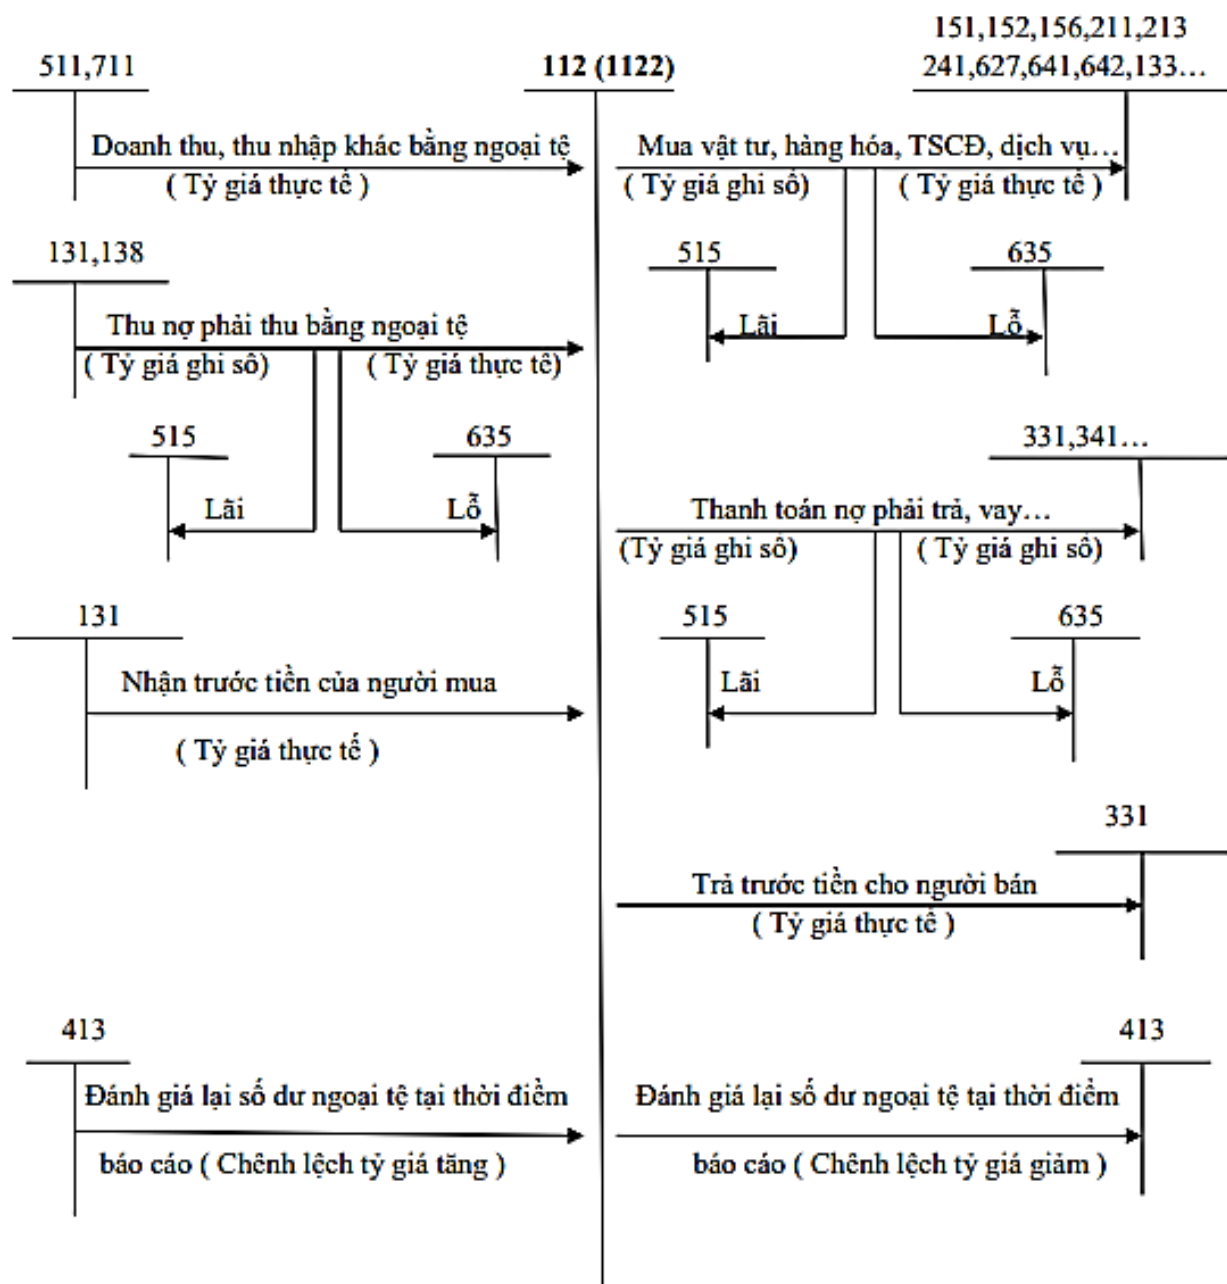 151,152,156,211,213
511,711
112 (1122)
241,627,641,642,133...
Doanh thu, thu nhập khác bằng ngoại tệ
Mua vật tư, hàng hóa, TSCĐ, dịch vụ...
( Tỷ giá thực tế )
(Tỷ giá ghi sổ)
( Tỷ giá thực tế )
131,138
515
635
Thu nợ phải thu bằng ngoại tệ
Lãi
Lỗ
( Tỷ giá ghi sổ)
( Tỷ giá thực tế)
515
635
331,341...
Lãi
Lỗ
Thanh toán nợ phải trả, vay...
(Tỷ giá ghi sổ)
( Tỷ giá ghi sổ)
131
515
635
Nhận trước tiền của người mua
Lãi
Lỗ
( Tỷ giá thực tế )
331
Trả trước tiền cho người bán
( Tỷ giá thực tế )
413
413
Đánh giá lại số dư ngoại tệ tại thời điểm
Đánh giá lại số dư ngoại tệ tại thời điểm
báo cáo ( Chênh lệch tỷ giá tăng )
báo cáo ( Chênh lệch tỷ giá giảm )